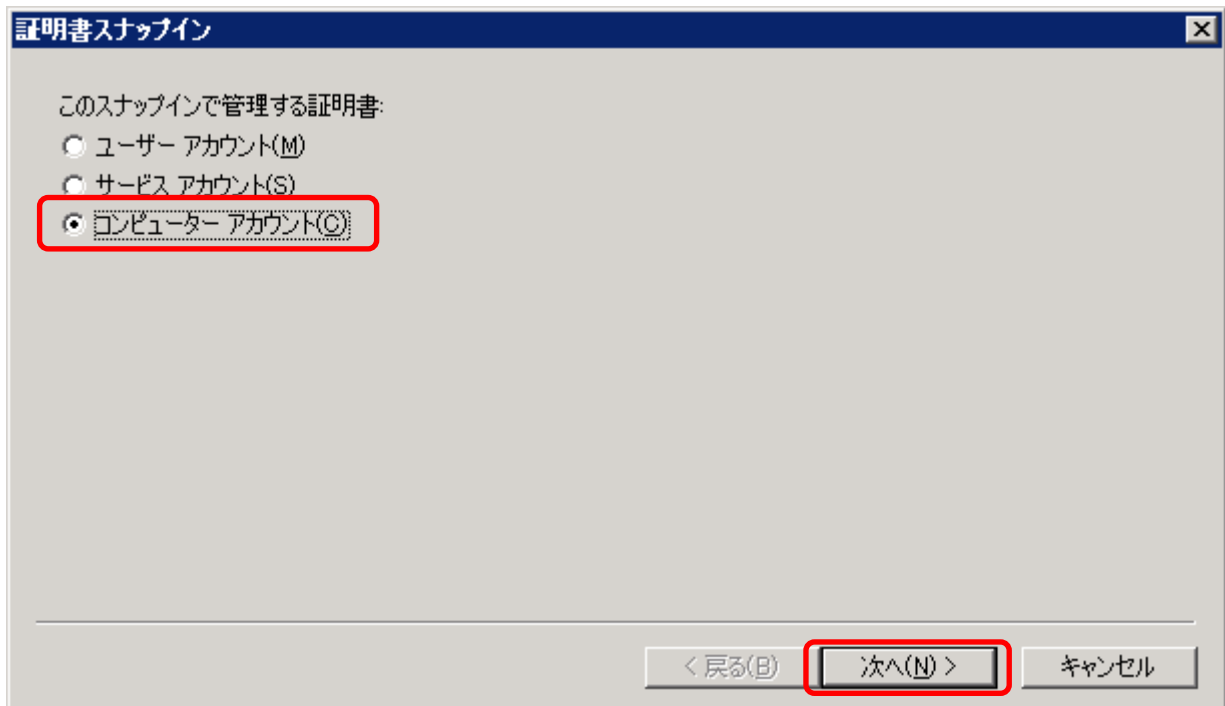 証明書スナップイン
このスナップインで管理する証明書:
ユーザー アカウント(M)
サービス アカウント(S)
コンピューター アカウント(C)
< 戻る(B) 次へ(N) > キャンセル